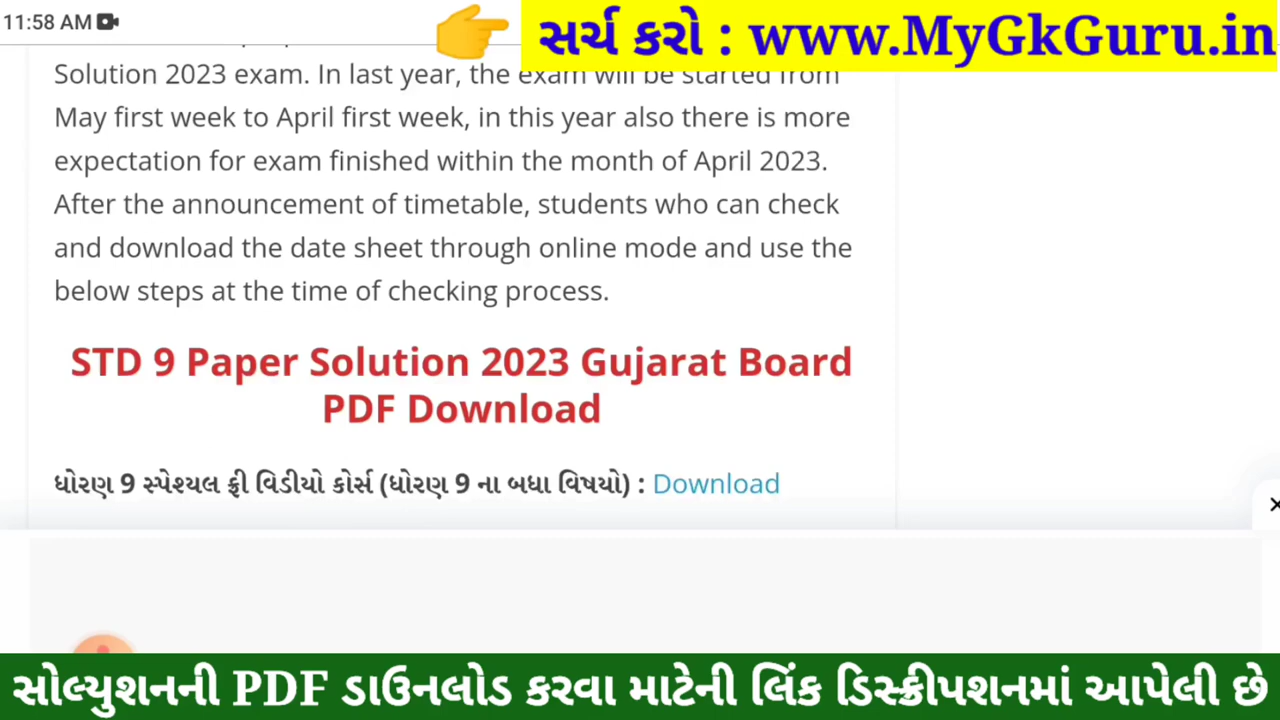 11:58 AM
સર્ચ કરો : www.MyGkGuru.in
Solution 2023 exam. In last year, the exam will be started from
May first week to April first week, in this year also there is more
expectation for exam finished within the month of April 2023.
After the announcement of timetable, students who can check
and download the date sheet through online mode and use the
below steps at the time of checking process.
STD 9 Paper Solution 2023 Gujarat Board
PDF Download
ધોરણ 9 સ્પેશ્યલ ફ્રી વિડીયો કોર્સ (ધોરણ 9 ના બધા વિષયો) : Download
સોલ્યુશનની PDF ડાઉનલોડ કરવા માટેની લિંક ડિસ્ક્રીપશનમાં આપેલી છે